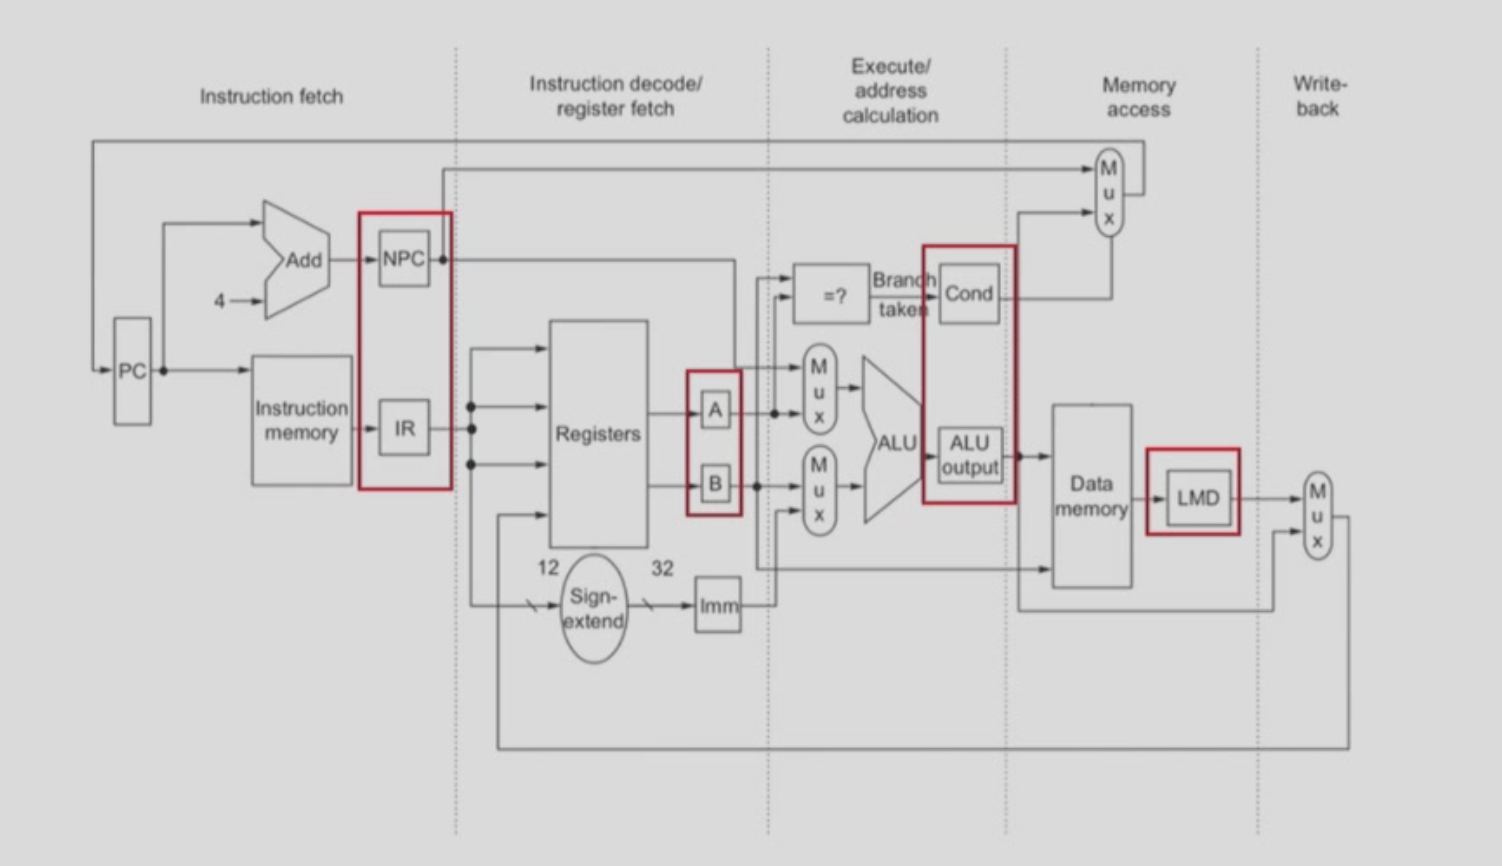 Instruction fetch
Instruction decode/
register fetch
Execute/
address
calculation
Memory
access
Write-
back
M
u
x
Add
NPC
4
PC
Instruction
memory
IR
Registers
A
B
12
32
Sign-
extend
Imm
=?
Branch
taken
Cond
M
u
x
M
u
x
ALU
ALU
output
Data
memory
LMD
M
u
x